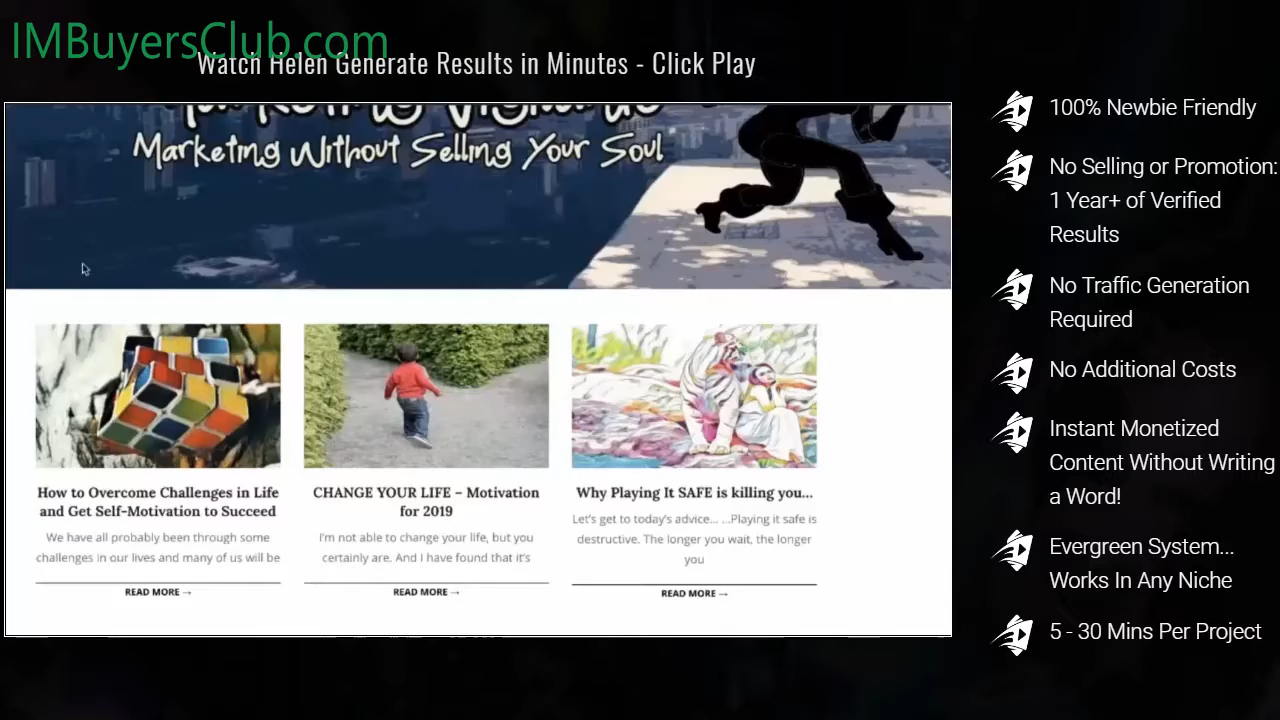 IMBuyersClub.com
Watch Helen Generate Results in Minutes - Click Play
Marketing Without Selling Your Soul
How to Overcome Challenges in Life
and Get Self-Motivation to Succeed
We have all probably been through some
challenges in our lives and many of us will be
READ MORE →
CHANGE YOUR LIFE – Motivation
for 2019
I'm not able to change your life, but you
certainly are. And I have found that it's
READ MORE →
Why Playing It SAFE is killing you...
Let's get to today's advice... ...Playing it safe is
destructive. The longer you wait, the longer
you
READ MORE →
100% Newbie Friendly
No Selling or Promotion:
1 Year+ of Verified
Results
No Traffic Generation
Required
No Additional Costs
Instant Monetized
Content Without Writing
a Word!
Evergreen System...
Works In Any Niche
5 - 30 Mins Per Project